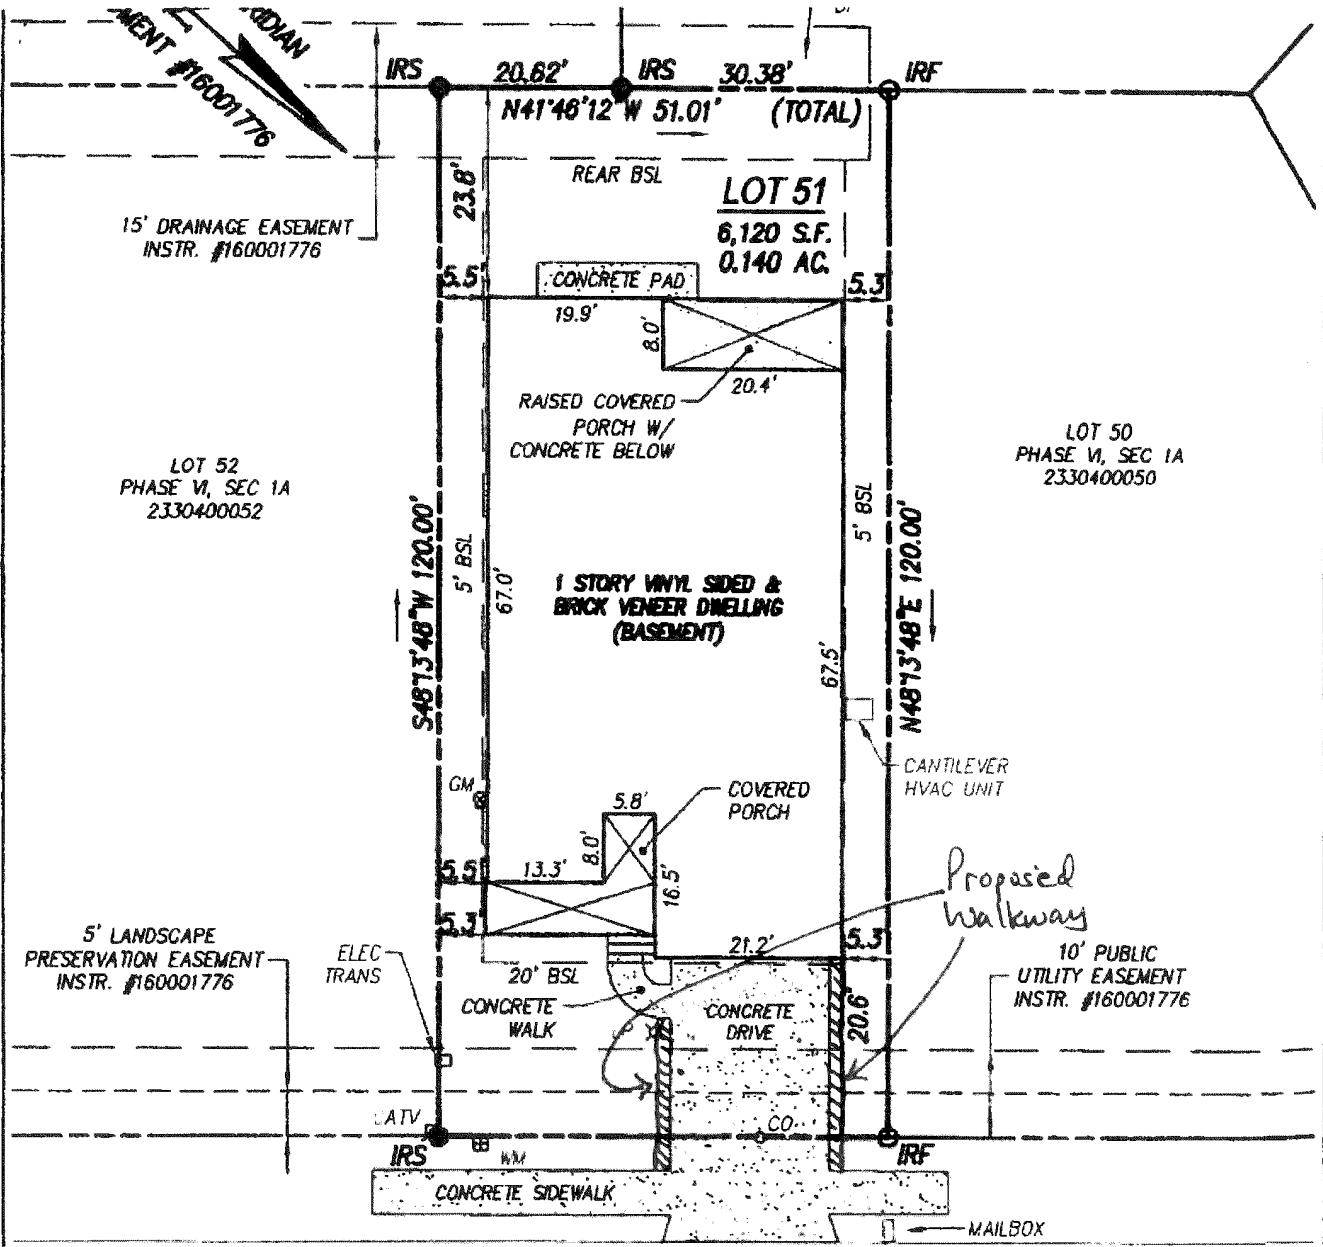 RIDIAN
MENT #160001776
IRS
20.62'
IRS
30.38'
IRF
N41°46'12"W 51.01' (TOTAL)
23.8'
REAR BSL
LOT 51
6,120 S.F.
0.140 AC.
15' DRAINAGE EASEMENT
INSTR. #160001776
5.5'
CONCRETE PAD
5.3'
19.9'
8.0'
20.4'
RAISED COVERED
PORCH W/
CONCRETE BELOW
LOT 52
PHASE VI, SEC 1A
2330400052
LOT 50
PHASE VI, SEC 1A
2330400050
S48°13'48"W 120.00'
5' BSL
67.0'
1 STORY VINYL SIDED &
BRICK VENEER DWELLING
(BASEMENT)
67.5'
5' BSL
N48°13'48"E 120.00'
GM
CANTILEVER
HVAC UNIT
5.8'
COVERED
PORCH
8.0'
5.5'
13.3'
16.5'
5.3'
21.2'
5.3'
Proposed
Walkway
5' LANDSCAPE
PRESERVATION EASEMENT
INSTR. #160001776
ELEC
TRANS
20' BSL
CONCRETE
WALK
CONCRETE
DRIVE
20.6'
10' PUBLIC
UTILITY EASEMENT
INSTR. #160001776
CATV
IRS
WM
CO
IRF
CONCRETE SIDEWALK
MAILBOX